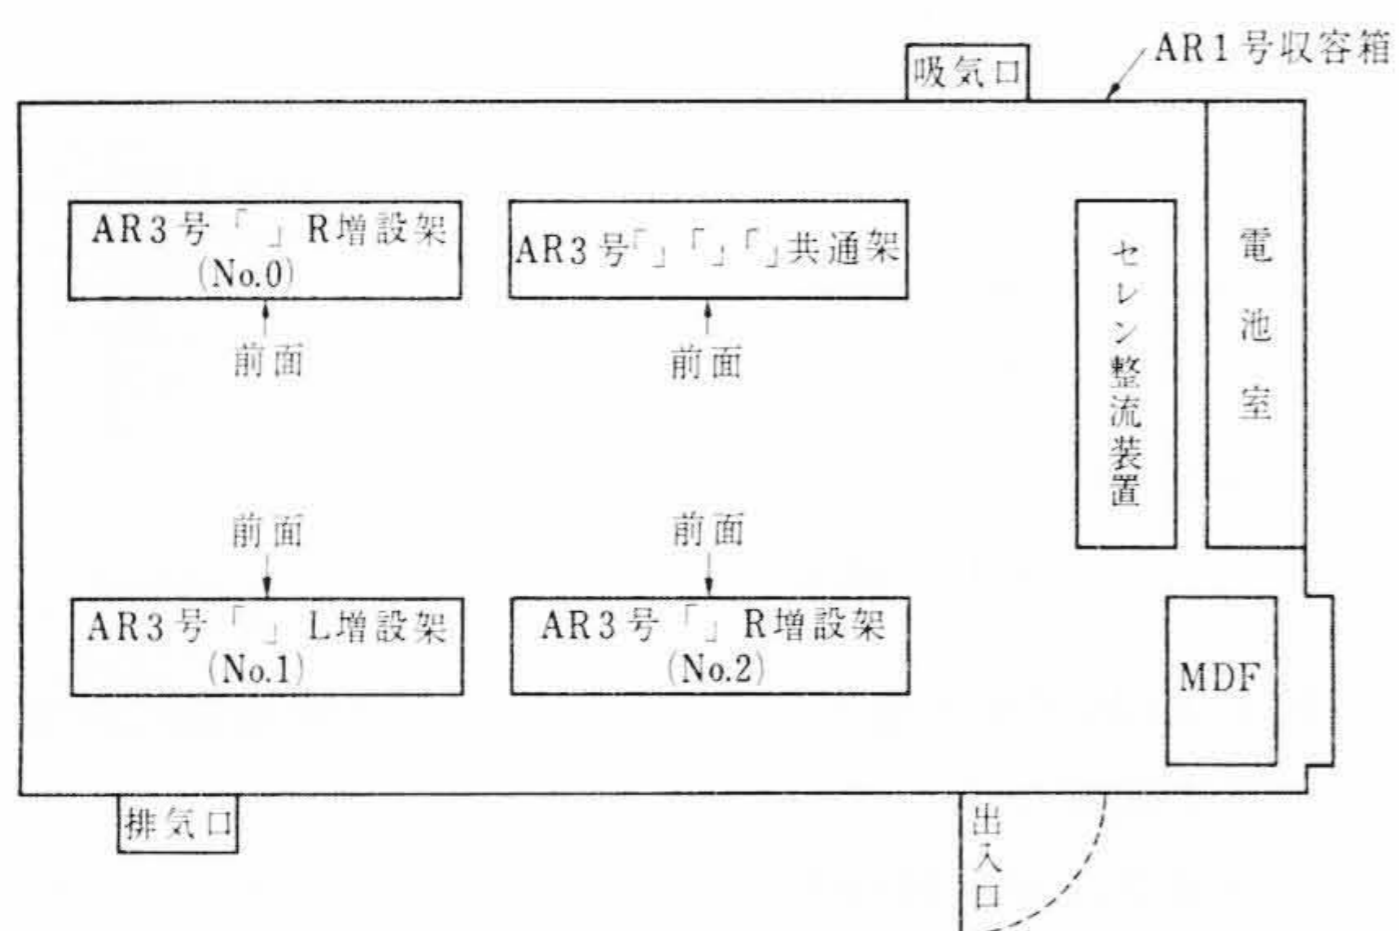 AR1号収容箱
吸気口
AR3号「」R増設架
(No.0)
AR3号「」「」「」共通架
前面
前面
セレン整流装置
電池室
前面
前面
AR3号「」L増設架
(No.1)
AR3号「」R増設架
(No.2)
MDF
排気口
出入口